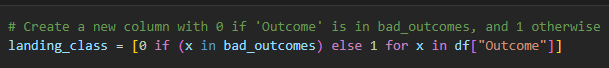 # Create a new column with 0 if 'Outcome' is in bad_outcomes, and 1 otherwise
landing_class = [0 if (x in bad_outcomes) else 1 for x in df["Outcome"]]